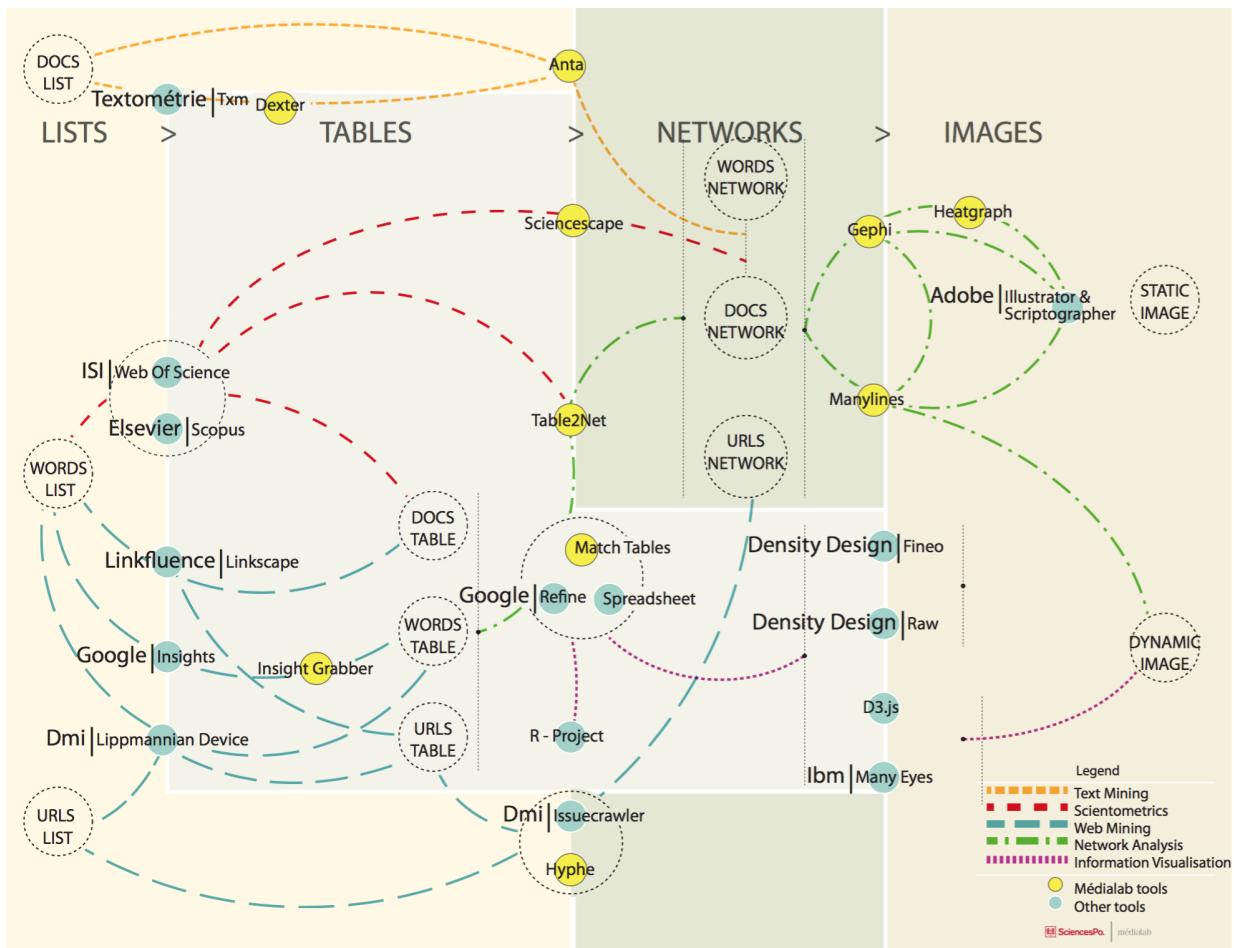 DOCS
LIST
Anta
Textométrie | Txm
Dexter
LISTS
>
TABLES
>
NETWORKS
>
IMAGES
WORDS
NETWORK
Sciencescape
Gephi
Heatgraph
DOCS
NETWORK
Adobe | Illustrator &
Scriptographer
STATIC
IMAGE
ISI | Web Of Science
Elsevier | Scopus
Table2Net
Manylines
URLS
NETWORK
WORDS
LIST
DOCS
TABLE
Linkfluence | Linkscape
Match Tables
Google | Refine
Spreadsheet
Density Design | Fineo
Density Design | Raw
WORDS
TABLE
Google | Insights
Insight Grabber
DYNAMIC
IMAGE
Dmi | Lippmannian Device
URLS
TABLE
R - Project
D3.js
Ibm | Many Eyes
URLS
LIST
Dmi | Issuecrawler
Hyphe
Legend
Text Mining
Scientometrics
Web Mining
Network Analysis
Information Visualisation
Médialab tools
Other tools
SciencesPo. | médialab